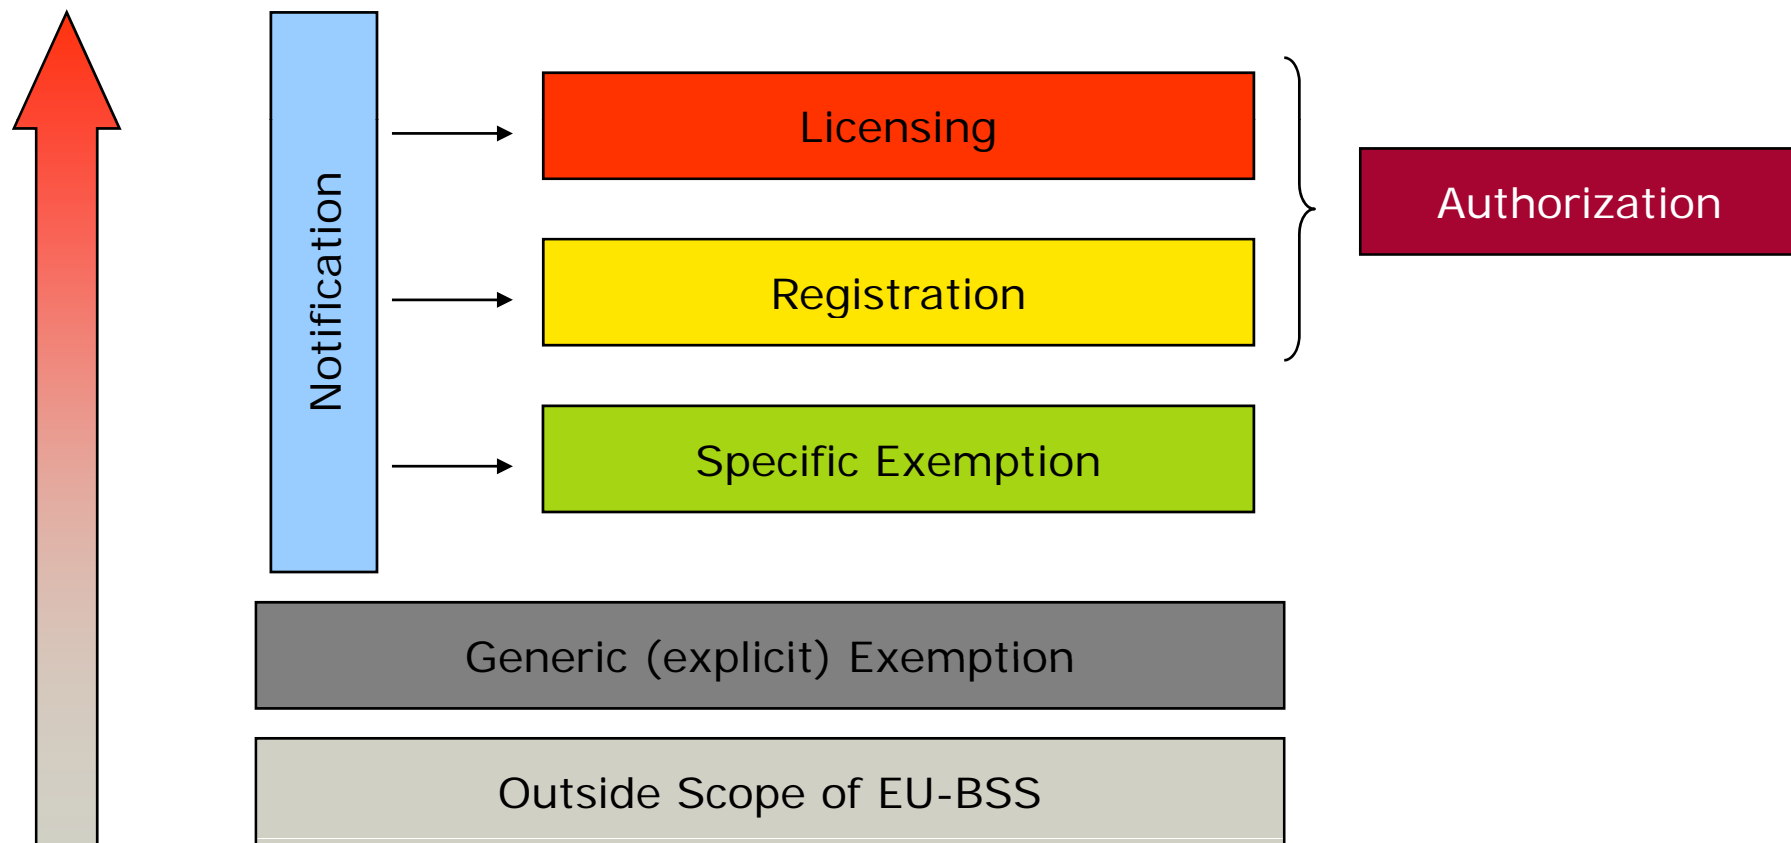 Notification
Licensing
Registration
Specific Exemption
Authorization
Generic (explicit) Exemption
Outside Scope of EU-BSS